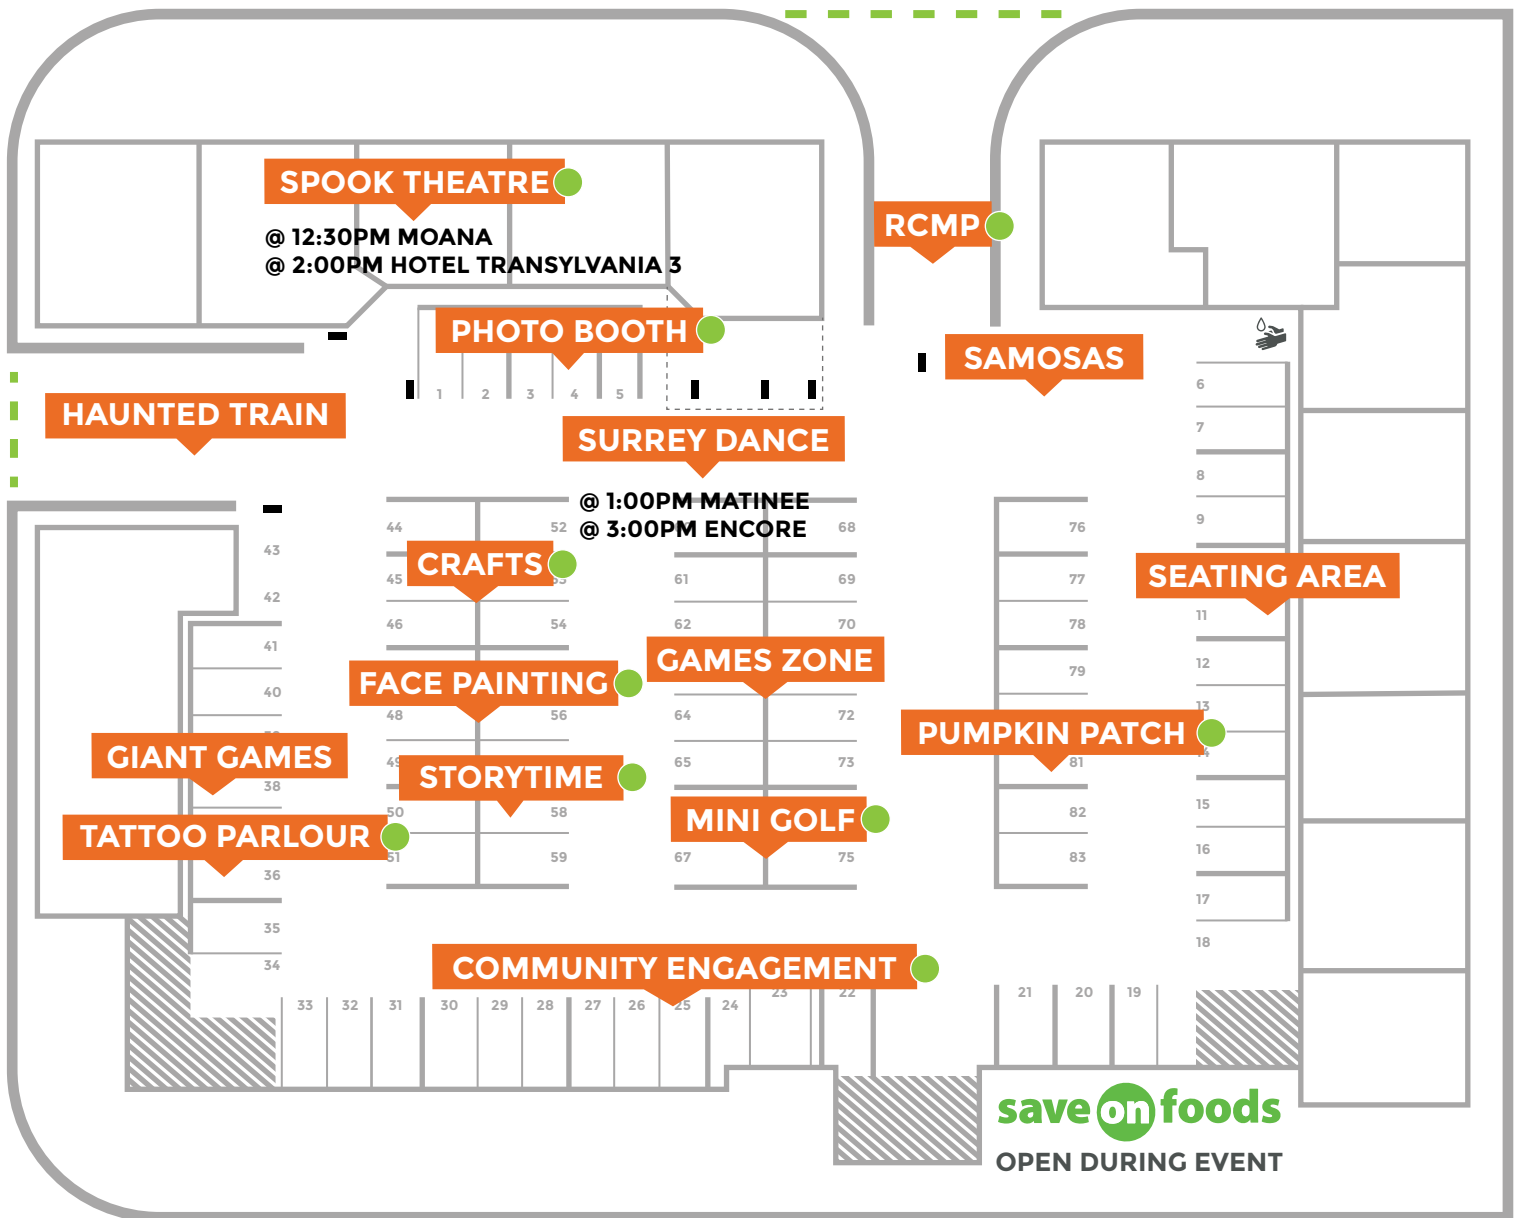 SPOOK THEATRE
@ 12:30PM MOANA
@ 2:00PM HOTEL TRANSYLVANIA 3
RCMP
PHOTO BOOTH
SAMOSAS
1 2 3 4 5
6
HAUNTED TRAIN
7
SURREY DANCE
@ 1:00PM MATINEE
@ 3:00PM ENCORE
8
9
44 52 68 76
43
CRAFTS
SEATING AREA
45 61 69 77
42
46 54 62 70 78
11
41
GAMES ZONE
12
79
FACE PAINTING
40
13
48 56 64 72
PUMPKIN PATCH
GIANT GAMES
49 65 73 81
STORYTIME
38
15
50 58 82
MINI GOLF
TATTOO PARLOUR
16
51 59 67 75 83
36
17
35
18
34
COMMUNITY ENGAGEMENT
33 32 31 30 29 28 27 26 25 24 23 22 21 20 19
save on foods
OPEN DURING EVENT